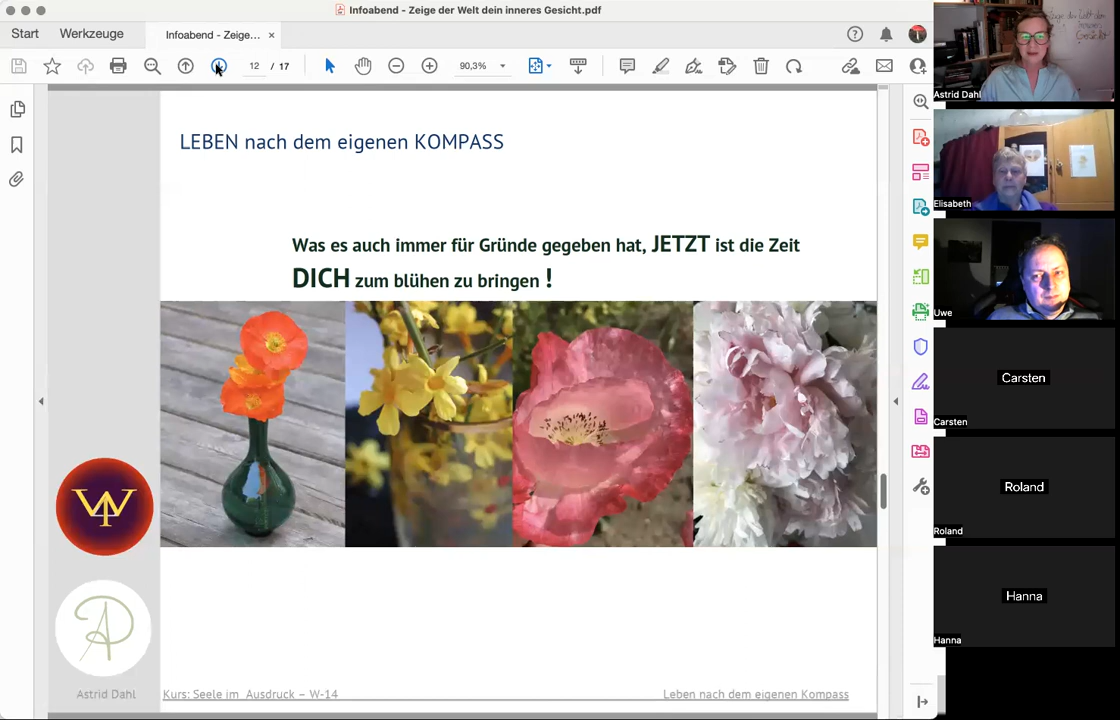 Infoabend - Zeige der Welt dein inneres Gesicht.pdf
Start
Werkzeuge
Infoabend - Zeige...
12 / 17
90,3%
LEBEN nach dem eigenen KOMPASS
Was es auch immer für Gründe gegeben hat, JETZT ist die Zeit
DICH zum blühen zu bringen !
Astrid Dahl
Kurs: Seele im Ausdruck – W-14
Leben nach dem eigenen Kompass
Astrid Dahl
Elisabeth
Uwe
Carsten
Carsten
Roland
Roland
Hanna
Hanna